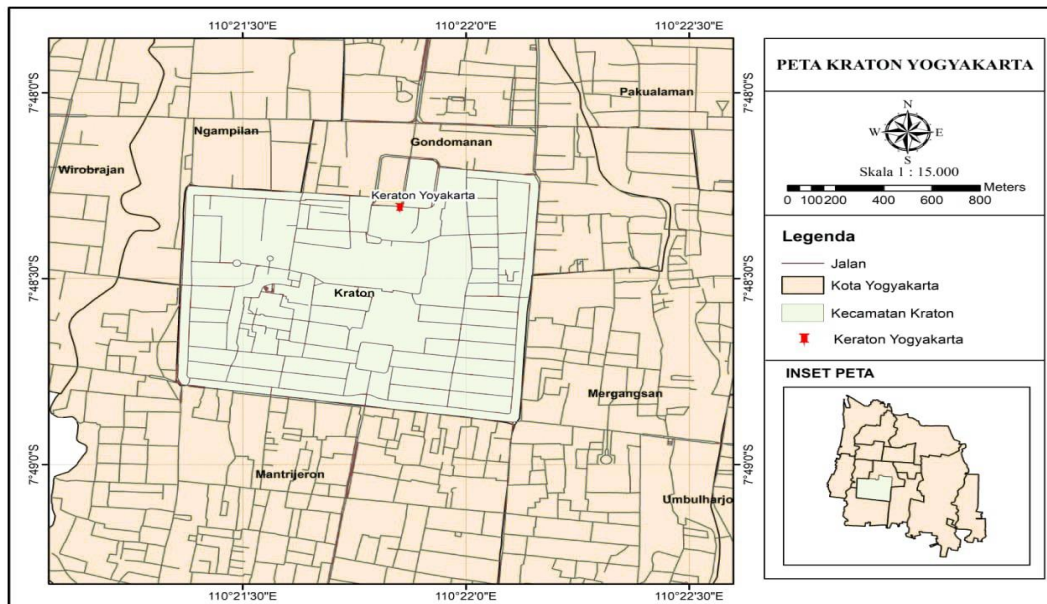 110°21'30"E 110°22'0"E 110°22'30"E
7°48'0"S
7°48'30"S
7°49'0"S
Pakualaman
Ngampilan
Gondomanan
Wirobrajan
Keraton Yoyakarta
Kraton
Mergangsan
Mantrijeron
Umbulharjo
7°48'0"S
7°48'30"S
7°49'0"S
110°21'30"E 110°22'0"E 110°22'30"E
PETA KRATON YOGYAKARTA
N
W E
S
Skala 1 : 15.000
Meters
0 100 200 400 600 800
Legenda
Jalan
Kota Yogyakarta
Kecamatan Kraton
Keraton Yogyakarta
INSET PETA